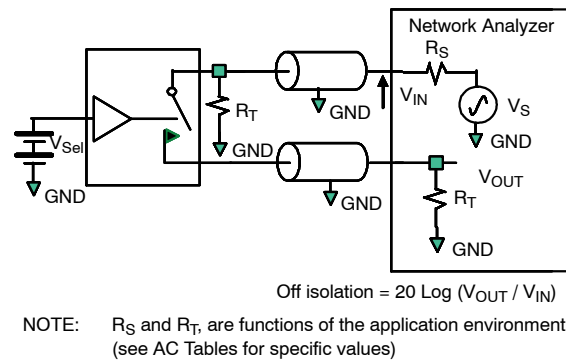 Network Analyzer
RS
VIN
VS
GND
GND
RT
GND
VSel
GND
VOUT
RT
GND
GND
Off isolation = 20 Log (VOUT / VIN)
NOTE: RS and RT, are functions of the application environment
(see AC Tables for specific values)